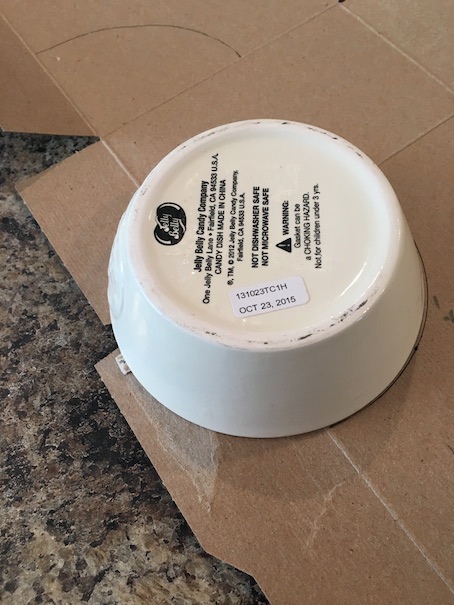 Jelly
Belly
Jelly Belly Candy Company
One Jelly Belly Lane • Fairfield, CA 94533 U.S.A.
CANDY DISH MADE IN CHINA
®, TM, © 2012 Jelly Belly Candy Company,
Fairfield, CA 94533 U.S.A.
NOT DISHWASHER SAFE
NOT MICROWAVE SAFE
WARNING:
Gasket can be
a CHOKING HAZARD.
Not for children under 3 yrs.
131023TC1H
OCT 23, 2015